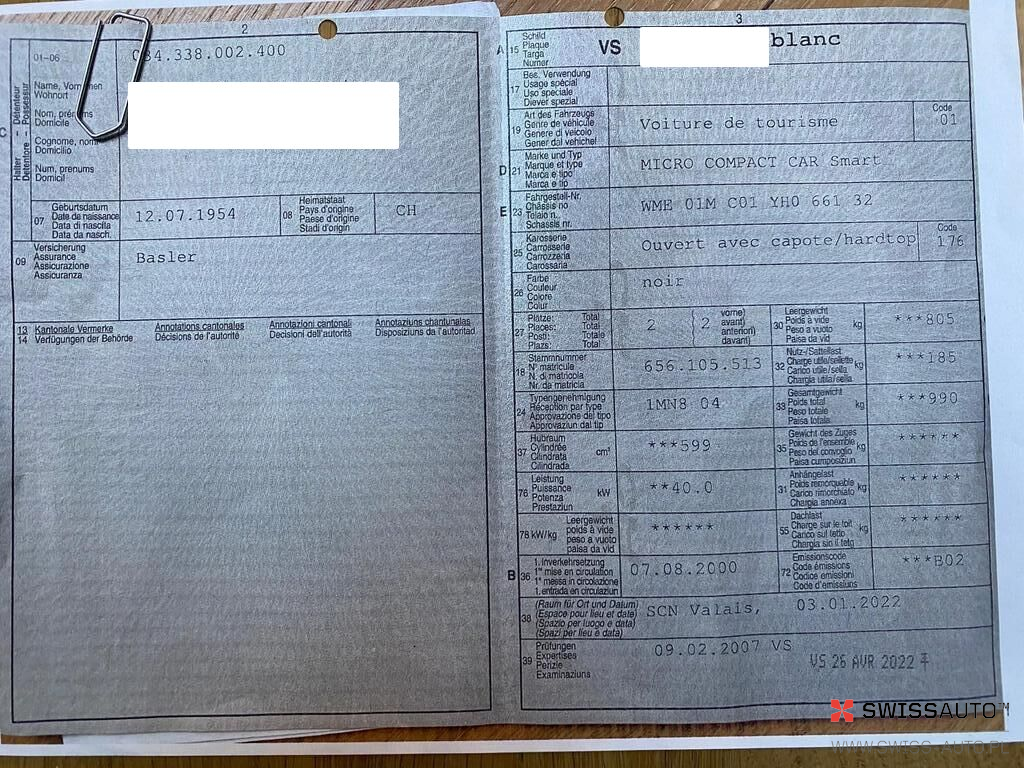 2
01-06
084.338.002.400
Halter – Détenteur
Detentore – Possessur
C
Name, Vornamen
Wohnort
Nom, prénoms
Domicile
Cognome, nomi
Domicilio
Num, prenums
Domicil
07
Geburtsdatum
Date de naissance
Data di nascita
Data da nasch.
12.07.1954
08
Heimatstaat
Pays d'origine
Paese d'origine
Stadi d'origin
CH
09
Versicherung
Assurance
Assicurazione
Assicuranza
Basler
13
14
Kantonale Vermerke
Verfügungen der Behörde
Annotations cantonales
Décisions de l'autorité
Annotazioni cantonali
Decisioni dell'autorità
Annotaziuns chantunalas
Disposiziuns da l'autoritad
3
A
15
Schild
Plaque
Targa
Numer
VS
blanc
17
Bes. Verwendung
Usage spécial
Uso speciale
Diever spezial
19
Art des Fahrzeugs
Genre de véhicule
Genere di veicolo
Gener dal vehichel
Voiture de tourisme
Code
01
D
21
Marke und Typ
Marque et type
Marca e tipo
Marca e tip
MICRO COMPACT CAR Smart
E
23
Fahrgestell-Nr.
Châssis no
Telaio n.
Schassis nr.
WME 01M C01 YH0 661 32
25
Karosserie
Carrosserie
Carrozzeria
Carossaria
Ouvert avec capote/hardtop
Code
176
26
Farbe
Couleur
Colore
Colur
noir
27
Plätze: Total
Places: Total
Posti: Totale
Plazs: Total
2
2
vorne)
avant)
anteriori)
davant)
30
Leergewicht
Poids à vide
Peso a vuoto
Paisa da vid
kg
***805
18
Stammnummer
N° matricule
N. di matricola
Nr. da matricla
656.105.513
32
Nutz-/Sattellast
Charge utile/sellette
Carico utile/sella
Chargia utila/sella
kg
***185
24
Typengenehmigung
Réception par type
Approvazione del tipo
Approvaziun dal tip
1MN8 04
33
Gesamtgewicht
Poids total
Peso totale
Paisa totala
kg
***990
37
Hubraum
Cylindrée
Cilindrata
Cilindrada
cm³
***599
35
Gewicht des Zuges
Poids de l'ensemble
Peso del convoglio
Paisa cumposiziun
kg
******
76
Leistung
Puissance
Potenza
Prestaziun
kW
**40.0
31
Anhängelast
Poids remorquable
Carico rimorchiato
Chargia annexa
kg
******
78 kW/kg
Leergewicht
poids à vide
peso a vuoto
paisa da vid
******
55
Dachlast
Charge sur le toit
Carico sul tetto
Chargia sin il tetg
kg
******
B
36
1. Inverkehrsetzung
1re mise en circulation
1a messa in circolazione
1. entrada en circulaziun
07.08.2000
72
Emissionscode
Code émissions
Codice emissioni
Code d'emissiuns
***B02
38
(Raum für Ort und Datum)
(Espace pour lieu et date)
(Spazio per luogo e data)
(Spazi per lieu e data)
SCN Valais, 03.01.2022
39
Prüfungen
Expertises
Perizie
Examinaziuns
09.02.2007 VS
VS 26 AVR 2022
SWISSAUTO™
WWW.SWISS-AUTO.PL